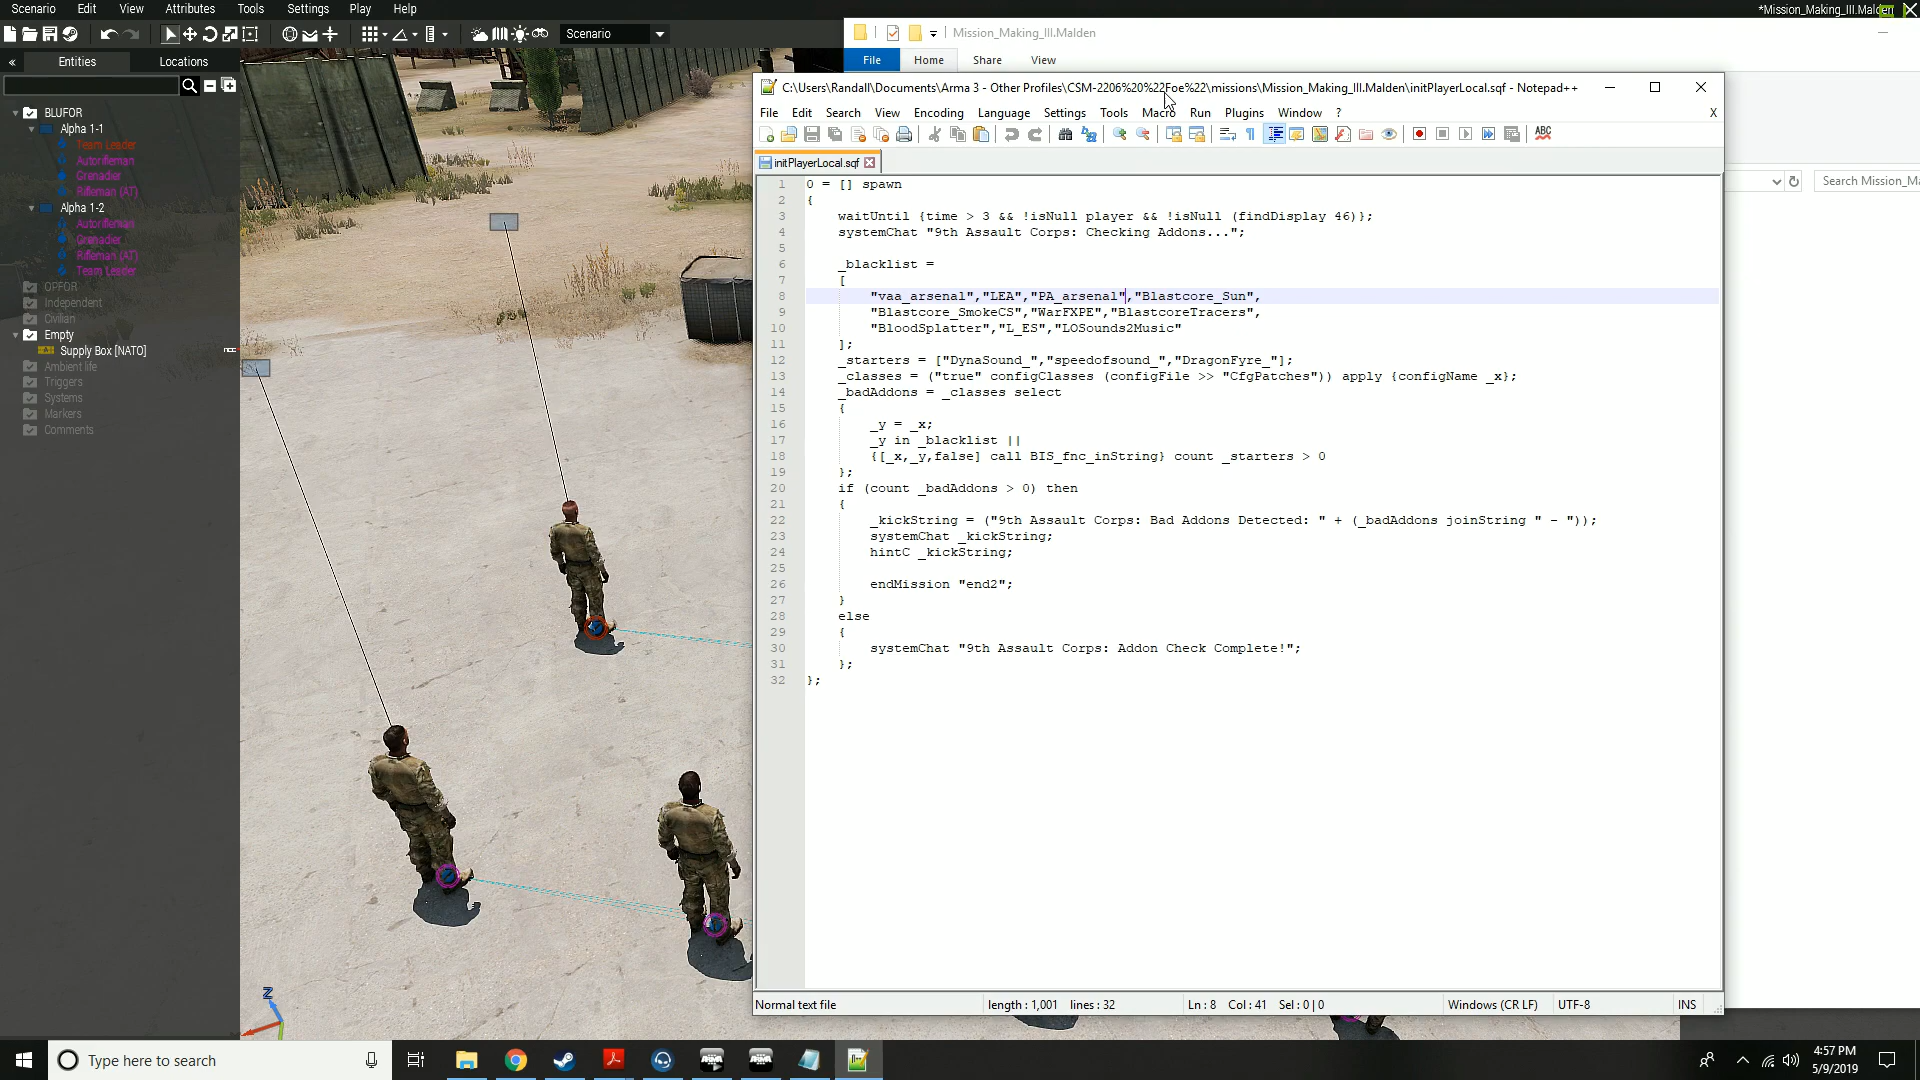 Scenario Edit View Attributes Tools Settings Play Help
*Mission_Making_III.Malden
Scenario
Mission_Making_III.Malden
File Home Share View
Entities Locations
BLUFOR
Alpha 1-1
Team Leader
Autorifleman
Grenadier
Rifleman (AT)
Alpha 1-2
Autorifleman
Grenadier
Rifleman (AT)
Team Leader
OPFOR
Independent
Civilian
Empty
Supply Box [NATO]
Ambient life
Triggers
Systems
Markers
Comments
C:\Users\Randall\Documents\Arma 3 - Other Profiles\CSM-2206%20%22Foe%22\missions\Mission_Making_III.Malden\initPlayerLocal.sqf - Notepad++
File Edit Search View Encoding Language Settings Tools Macro Run Plugins Window ? X
ABC
initPlayerLocal.sqf
Search Mission_Ma
1 0 = [] spawn
2 {
3 waitUntil {time > 3 && !isNull player && !isNull (findDisplay 46)};
4 systemChat "9th Assault Corps: Checking Addons...";
5
6 _blacklist =
7 [
8 "vaa_arsenal","LEA","PA_arsenal","Blastcore_Sun",
9 "Blastcore_SmokeCS","WarFXPE","BlastcoreTracers",
10 "BloodSplatter","L_ES","LOSounds2Music"
11 ];
12 _starters = ["DynaSound_","speedofsound_","DragonFyre_"];
13 _classes = ("true" configClasses (configFile >> "CfgPatches")) apply {configName _x};
14 _badAddons = _classes select
15 {
16 _y = _x;
17 _y in _blacklist ||
18 {[_x,_y,false] call BIS_fnc_inString} count _starters > 0
19 };
20 if (count _badAddons > 0) then
21 {
22 _kickString = ("9th Assault Corps: Bad Addons Detected: " + (_badAddons joinString " - "));
23 systemChat _kickString;
24 hintC _kickString;
25
26 endMission "end2";
27 }
28 else
29 {
30 systemChat "9th Assault Corps: Addon Check Complete!";
31 };
32 };
Normal text file length : 1,001 lines : 32 Ln : 8 Col : 41 Sel : 0 | 0 Windows (CR LF) UTF-8 INS
Z
Type here to search
4:57 PM
5/9/2019